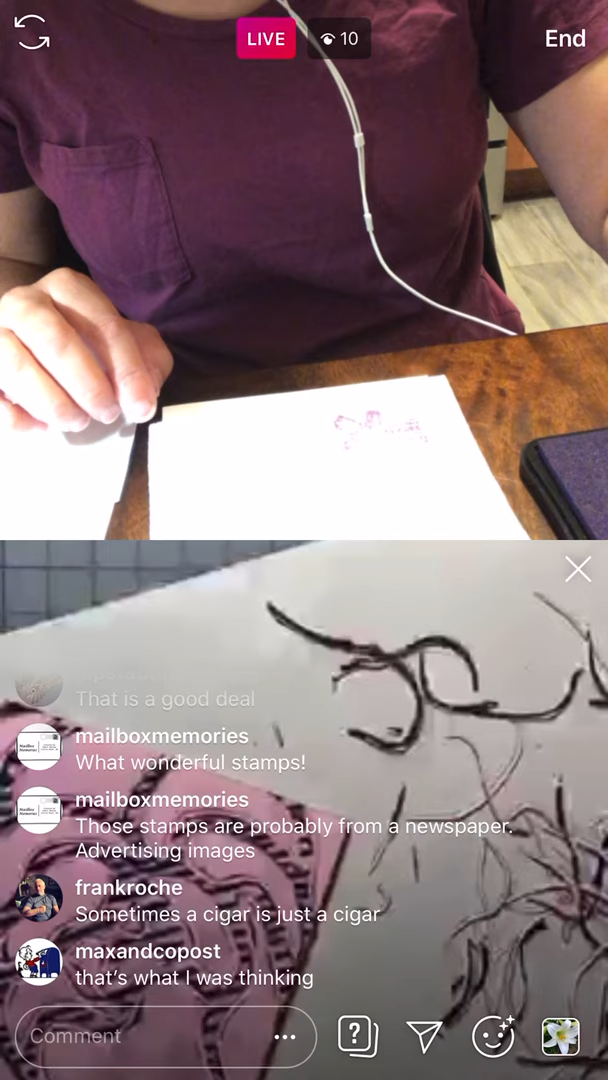 LIVE
10
End
That is a good deal
mailboxmemories
What wonderful stamps!
mailboxmemories
Those stamps are probably from a newspaper.
Advertising images
frankroche
Sometimes a cigar is just a cigar
maxandcopost
that's what I was thinking
Comment